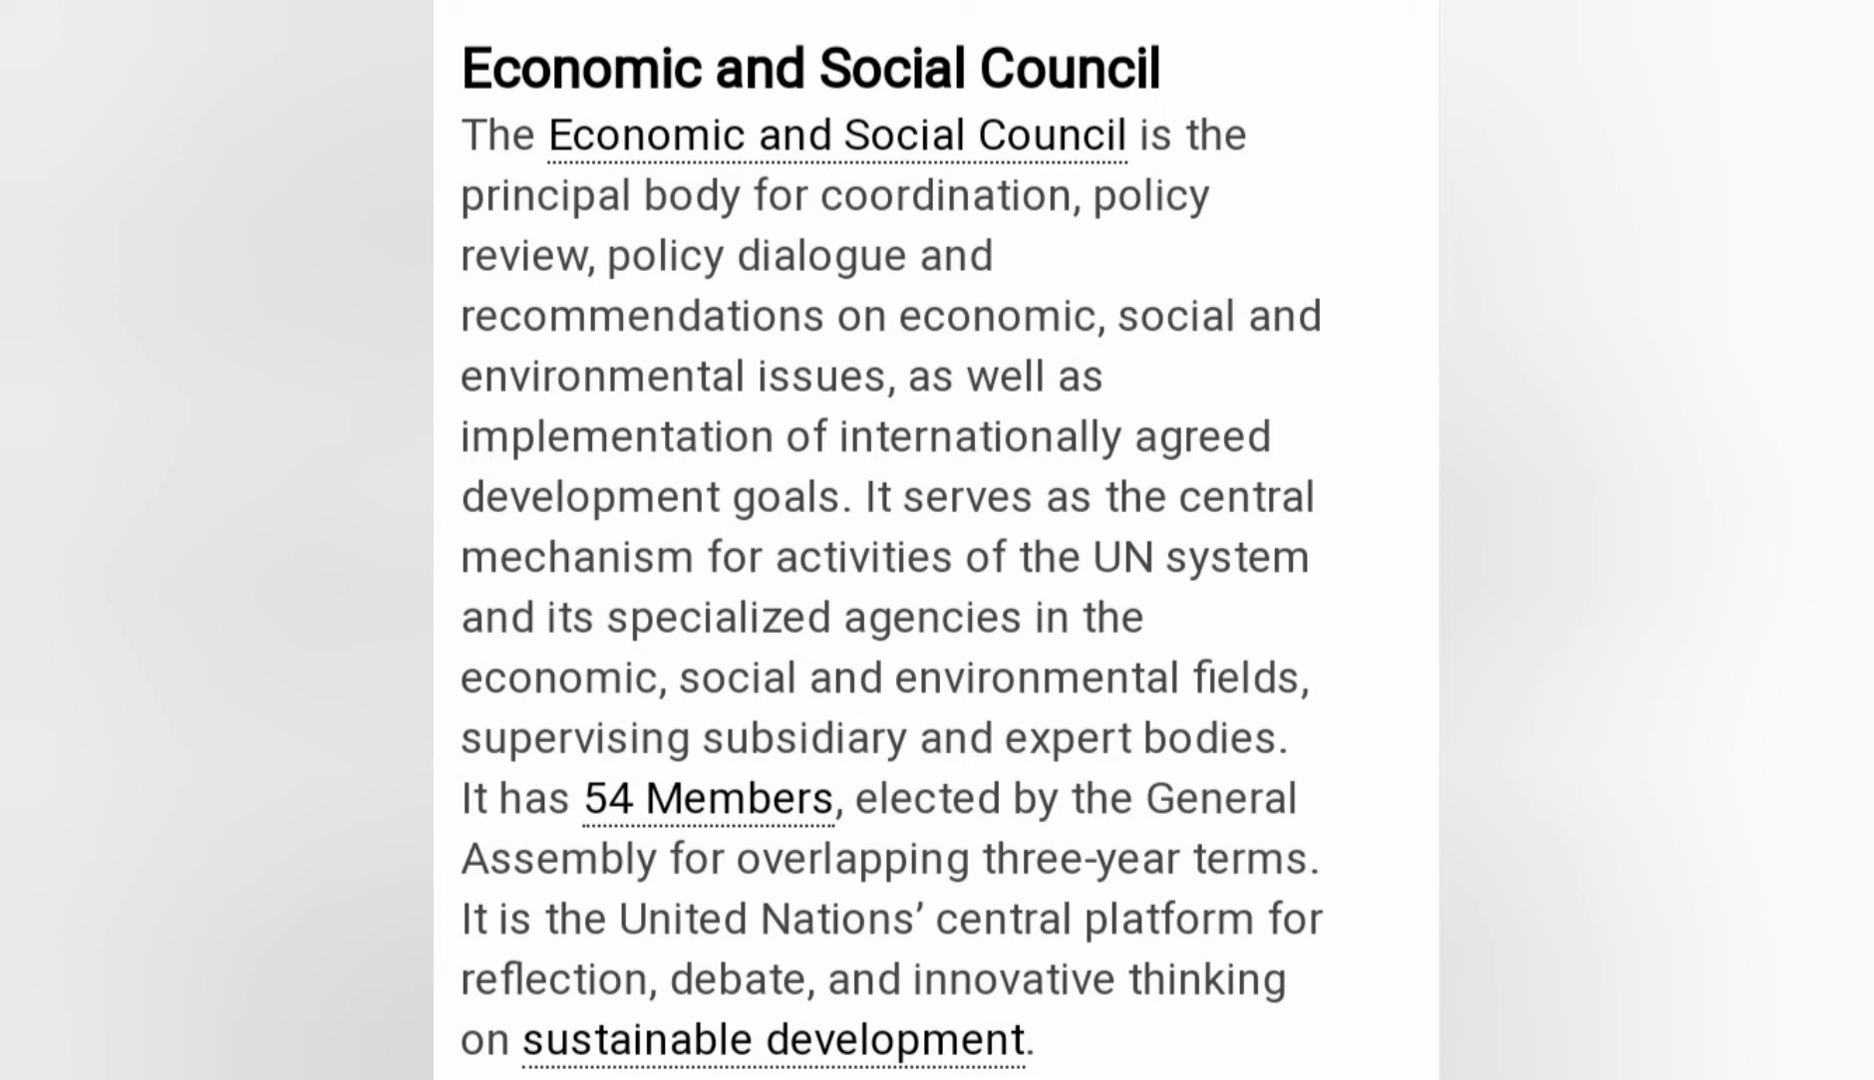 Economic and Social Council
The Economic and Social Council is the
principal body for coordination, policy
review, policy dialogue and
recommendations on economic, social and
environmental issues, as well as
implementation of internationally agreed
development goals. It serves as the central
mechanism for activities of the UN system
and its specialized agencies in the
economic, social and environmental fields,
supervising subsidiary and expert bodies.
It has 54 Members, elected by the General
Assembly for overlapping three-year terms.
It is the United Nations’ central platform for
reflection, debate, and innovative thinking
on sustainable development.